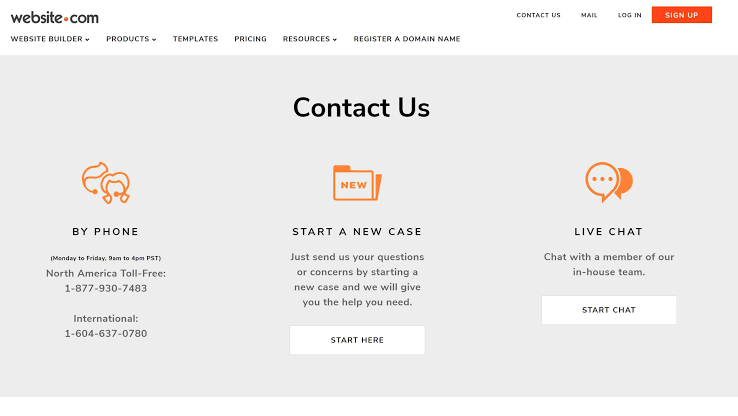 website.com
CONTACT US
MAIL
LOG IN
SIGN UP
WEBSITE BUILDER
PRODUCTS
TEMPLATES
PRICING
RESOURCES
REGISTER A DOMAIN NAME
Contact Us
BY PHONE
(Monday to Friday, 9am to 4pm PST)
North America Toll-Free:
1-877-930-7483
International:
1-604-637-0780
NEW
START A NEW CASE
Just send us your questions
or concerns by starting a
new case and we will give
you the help you need.
START HERE
LIVE CHAT
Chat with a member of our
in-house team.
START CHAT